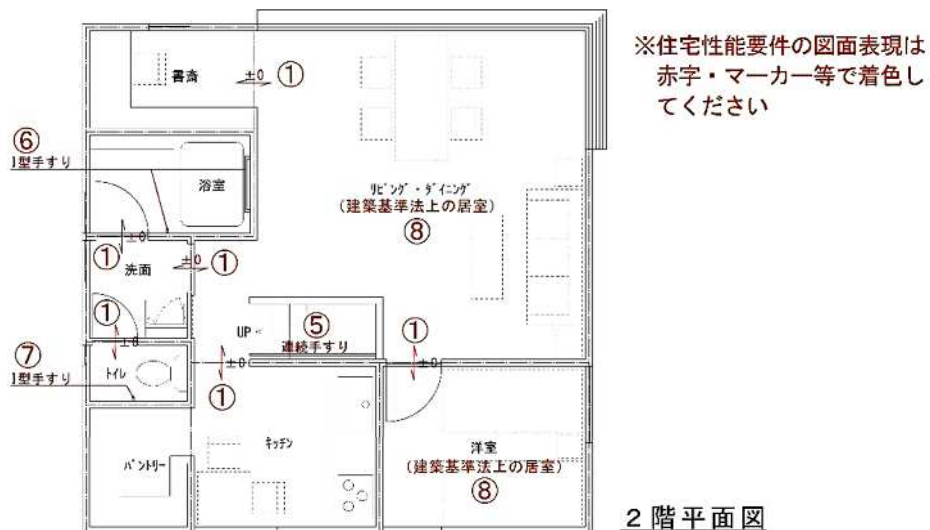 ※住宅性能要件の図面表現は
赤字・マーカー等で着色し
てください
書斎
±0
①
⑥
I型手すり
浴室
リビング・ダイニング
(建築基準法上の居室)
⑧
±0
①
±0
①
洗面
①
±0
UP
⑤
連続手すり
①
±0
⑦
I型手すり
トイレ
±0
①
キッチン
パントリー
洋室
(建築基準法上の居室)
⑧
2階平面図